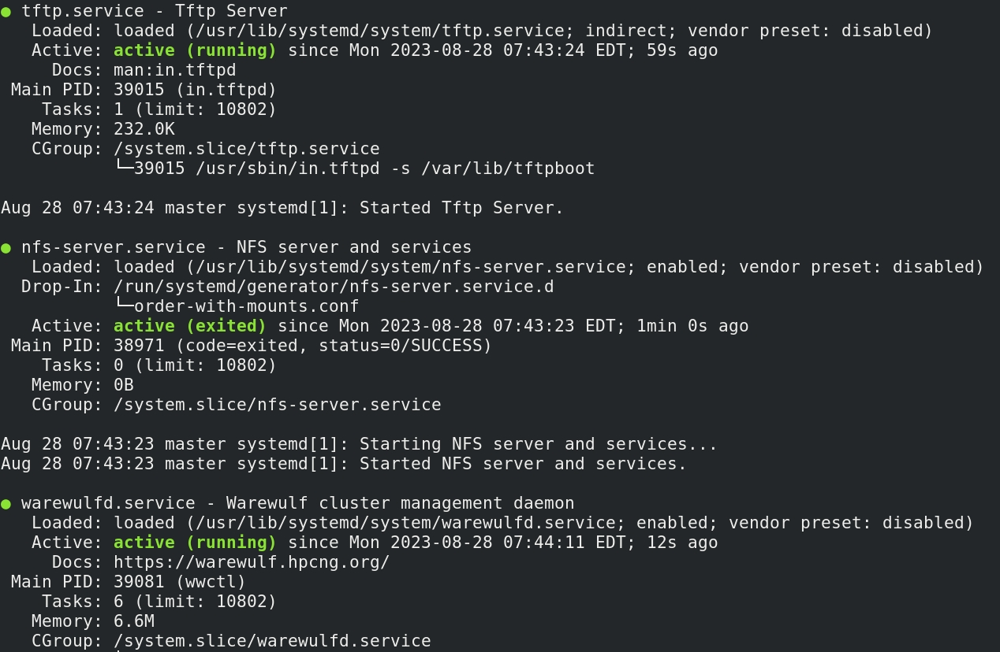 ● tftp.service - Tftp Server
   Loaded: loaded (/usr/lib/systemd/system/tftp.service; indirect; vendor preset: disabled)
   Active: active (running) since Mon 2023-08-28 07:43:24 EDT; 59s ago
     Docs: man:in.tftpd
 Main PID: 39015 (in.tftpd)
    Tasks: 1 (limit: 10802)
   Memory: 232.0K
   CGroup: /system.slice/tftp.service
           └─39015 /usr/sbin/in.tftpd -s /var/lib/tftpboot

Aug 28 07:43:24 master systemd[1]: Started Tftp Server.

● nfs-server.service - NFS server and services
   Loaded: loaded (/usr/lib/systemd/system/nfs-server.service; enabled; vendor preset: disabled)
  Drop-In: /run/systemd/generator/nfs-server.service.d
           └─order-with-mounts.conf
   Active: active (exited) since Mon 2023-08-28 07:43:23 EDT; 1min 0s ago
 Main PID: 38971 (code=exited, status=0/SUCCESS)
    Tasks: 0 (limit: 10802)
   Memory: 0B
   CGroup: /system.slice/nfs-server.service

Aug 28 07:43:23 master systemd[1]: Starting NFS server and services...
Aug 28 07:43:23 master systemd[1]: Started NFS server and services.

● warewulfd.service - Warewulf cluster management daemon
   Loaded: loaded (/usr/lib/systemd/system/warewulfd.service; enabled; vendor preset: disabled)
   Active: active (running) since Mon 2023-08-28 07:44:11 EDT; 12s ago
     Docs: https://warewulf.hpcng.org/
 Main PID: 39081 (wwctl)
    Tasks: 6 (limit: 10802)
   Memory: 6.6M
   CGroup: /system.slice/warewulfd.service